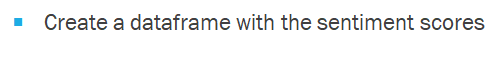 ▪ Create a dataframe with the sentiment scores